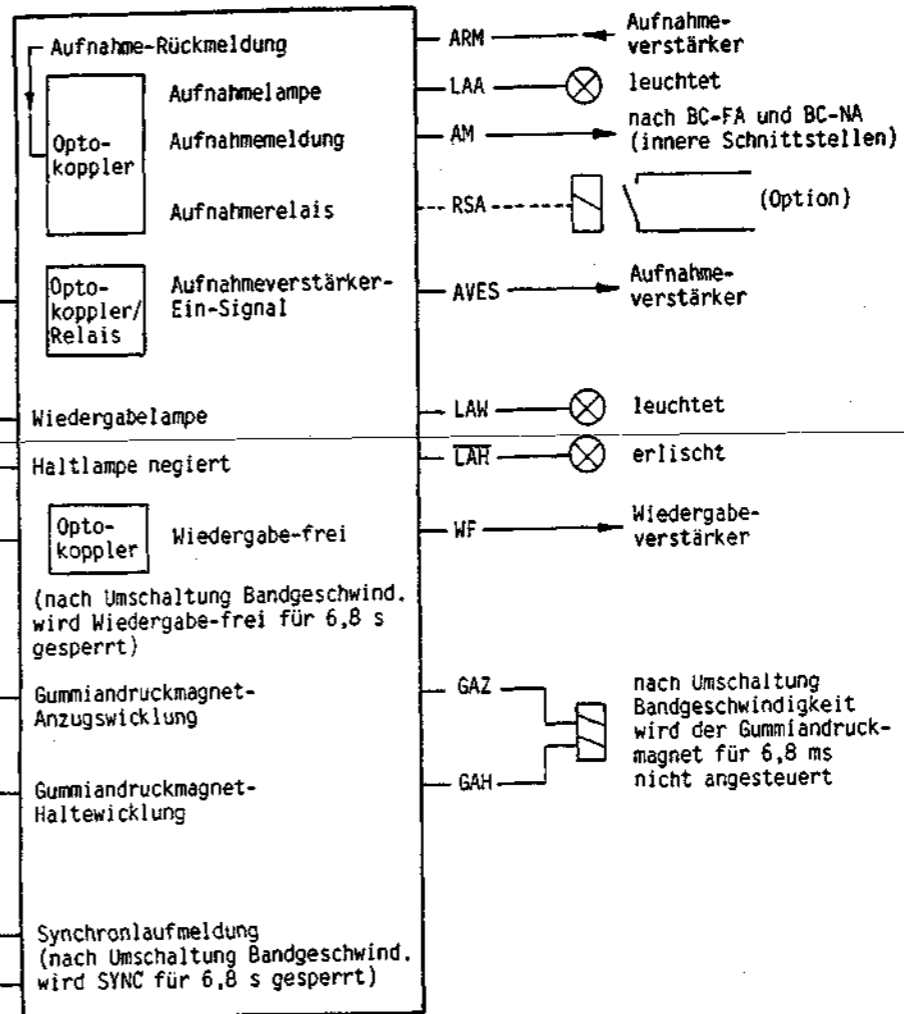 Aufnahme-Rückmeldung
ARM
Aufnahme-
verstärker
Opto-
koppler
Aufnahmelampe
LAA
leuchtet
Aufnahmemeldung
AM
nach BC-FA und BC-NA
(innere Schnittstellen)
Aufnahmerelais
RSA
(Option)
Opto-
koppler/
Relais
Aufnahmeverstärker-
Ein-Signal
AVES
Aufnahme-
verstärker
Wiedergabelampe
LAW
leuchtet
Haltlampe negiert
L̅A̅H̅
erlischt
Opto-
koppler
Wiedergabe-frei
WF
Wiedergabe-
verstärker
(nach Umschaltung Bandgeschwind.
wird Wiedergabe-frei für 6,8 s
gesperrt)
Gummiandruckmagnet-
Anzugswicklung
GAZ
Gummiandruckmagnet-
Haltewicklung
GAH
nach Umschaltung
Bandgeschwindigkeit
wird der Gummiandruck-
magnet für 6,8 ms
nicht angesteuert
Synchronlaufmeldung
(nach Umschaltung Bandgeschwind.
wird SYNC für 6,8 s gesperrt)